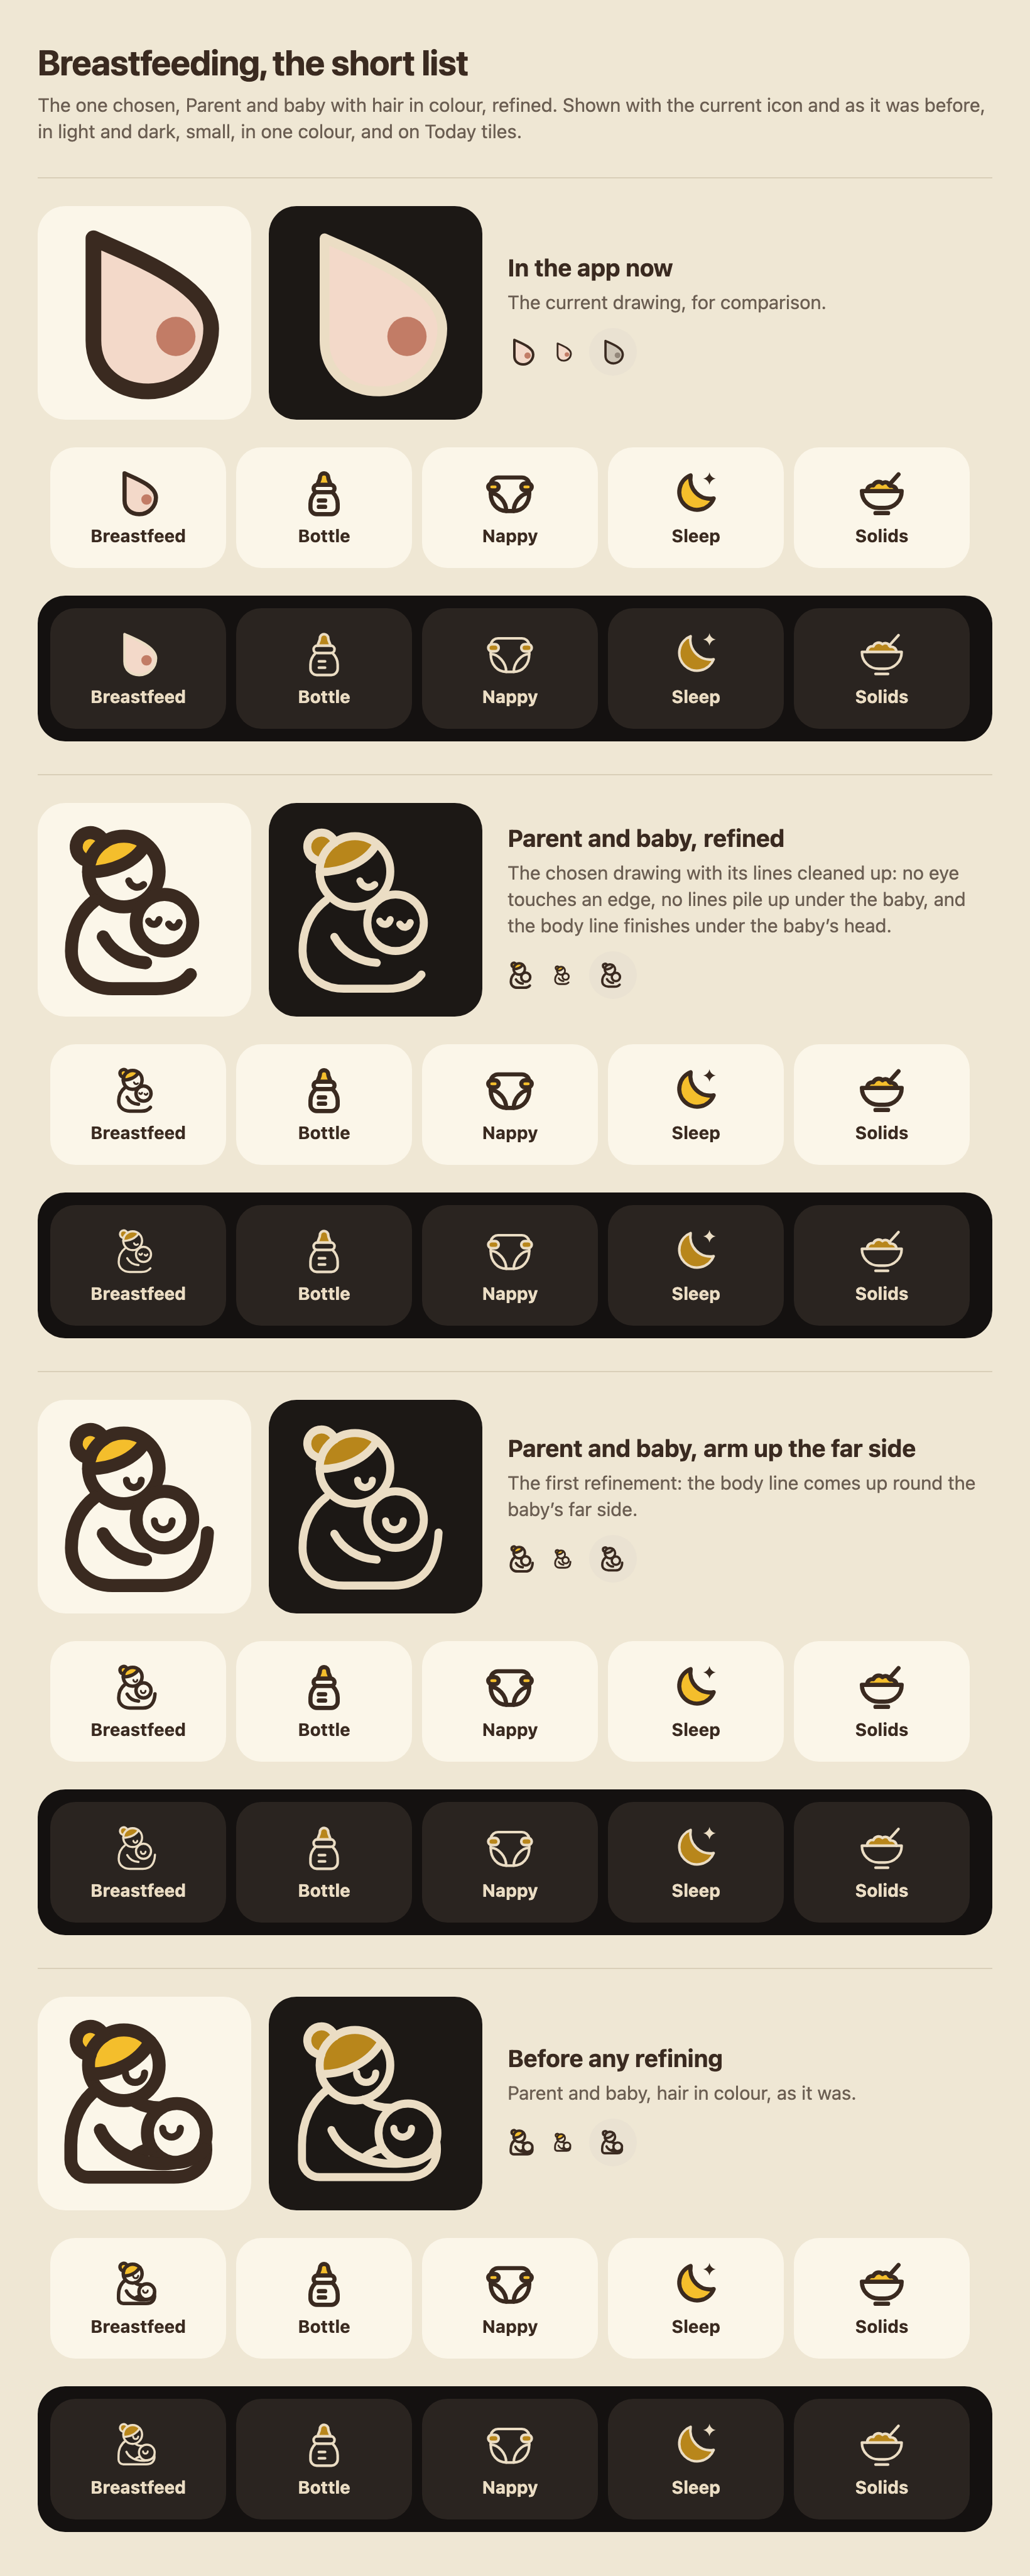 Breastfeeding, the short list
The one chosen, Parent and baby with hair in colour, refined. Shown with the current icon and as it was before,
in light and dark, small, in one colour, and on Today tiles.
In the app now
The current drawing, for comparison.
Breastfeed Bottle Nappy Sleep Solids
Breastfeed Bottle Nappy Sleep Solids
Parent and baby, refined
The chosen drawing with its lines cleaned up: no eye
touches an edge, no lines pile up under the baby, and
the body line finishes under the baby’s head.
Breastfeed Bottle Nappy Sleep Solids
Breastfeed Bottle Nappy Sleep Solids
Parent and baby, arm up the far side
The first refinement: the body line comes up round the
baby’s far side.
Breastfeed Bottle Nappy Sleep Solids
Breastfeed Bottle Nappy Sleep Solids
Before any refining
Parent and baby, hair in colour, as it was.
Breastfeed Bottle Nappy Sleep Solids
Breastfeed Bottle Nappy Sleep Solids